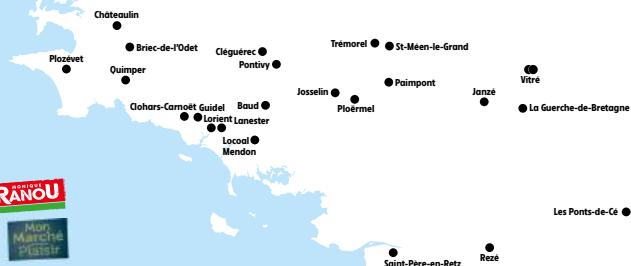 Châteaulin
Briec-de-l'Odet
Plozévet
Quimper
Cléguérec
Pontivy
Trémorel
St-Méen-le-Grand
Paimpont
Josselin
Ploërmel
Janzé
Vitré
La Guerche-de-Bretagne
Clohars-Carnoët
Guidel
Baud
Lorient
Lanester
Locoal
Mendon
MONIQUE
RANOU
Mon
Marché
Plaisir
Les Ponts-de-Cé
Saint-Père-en-Retz
Rezé